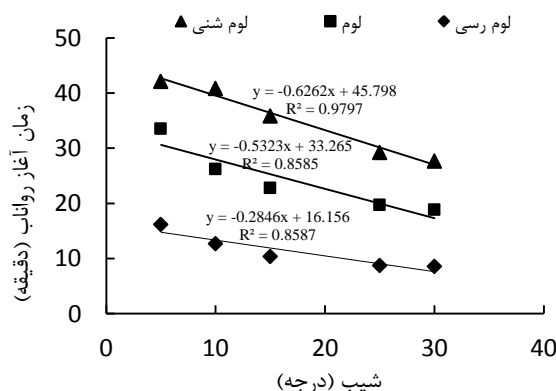 لوم شنی
لوم
لوم رسی
زمان آغاز رواناب (دقیقه)
50
40
30
20
10
0
y = -0.6262x + 45.798
R² = 0.9797
y = -0.5323x + 33.265
R² = 0.8585
y = -0.2846x + 16.156
R² = 0.8587
0 10 20 30 40
شیب (درجه)